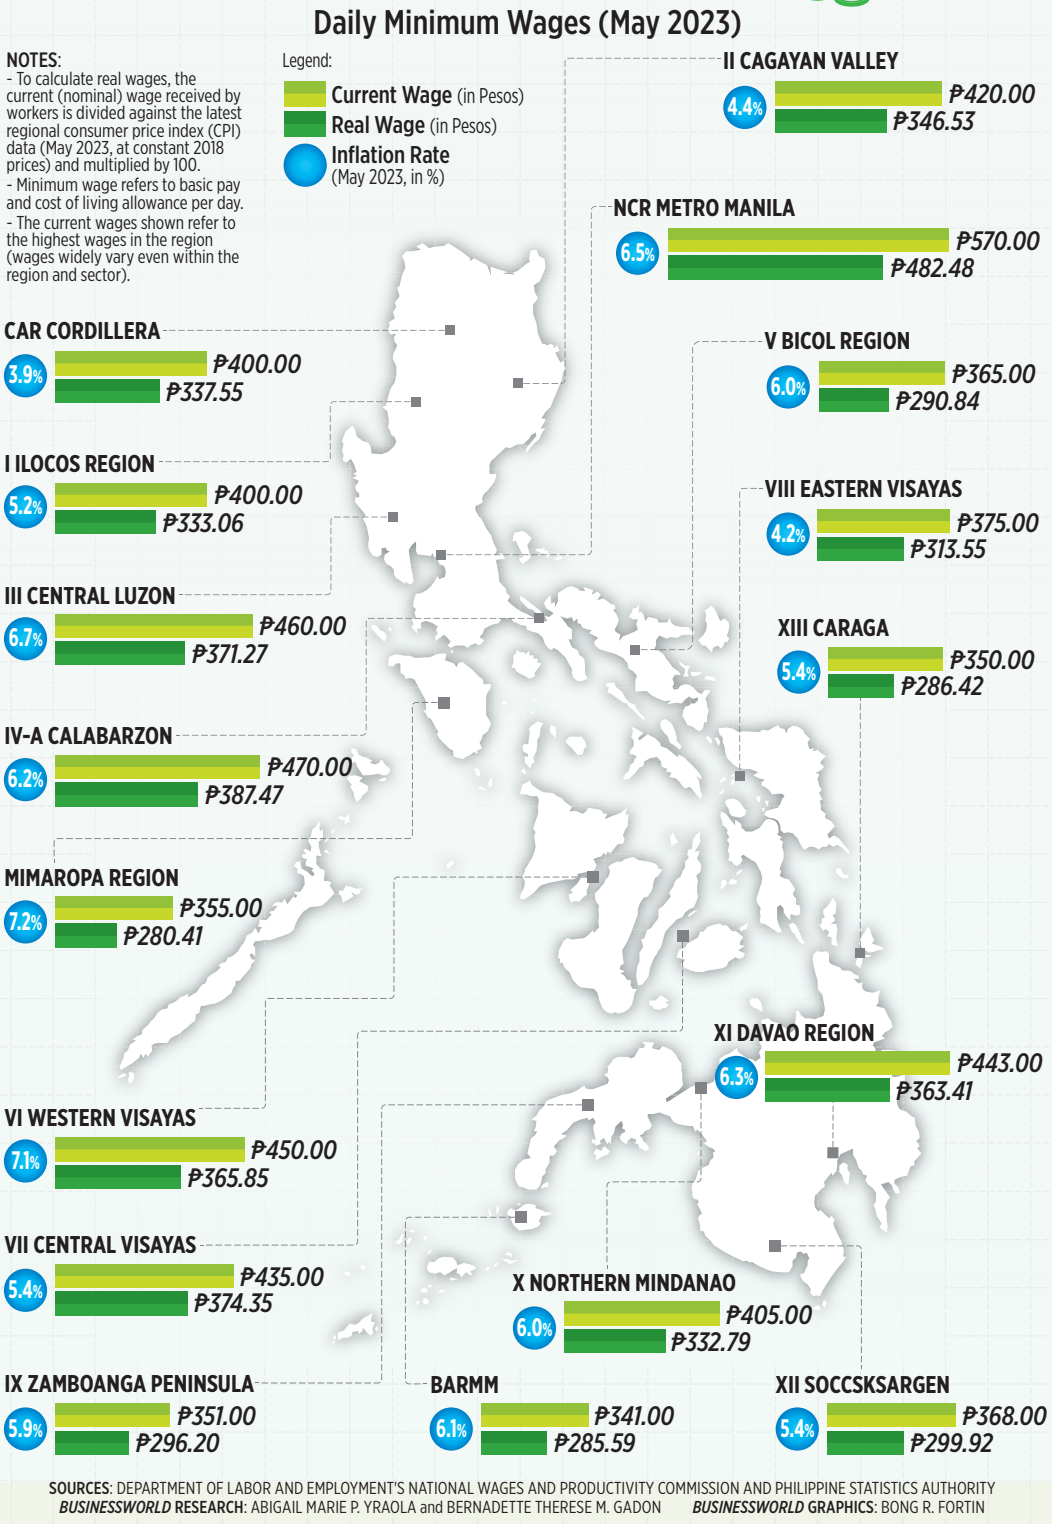 Daily Minimum Wages (May 2023)
NOTES:
- To calculate real wages, the
current (nominal) wage received by
workers is divided against the latest
regional consumer price index (CPI)
data (May 2023, at constant 2018
prices) and multiplied by 100.
- Minimum wage refers to basic pay
and cost of living allowance per day.
- The current wages shown refer to
the highest wages in the region
(wages widely vary even within the
region and sector).
Legend:
Current Wage (in Pesos)
Real Wage (in Pesos)
Inflation Rate
(May 2023, in %)
II CAGAYAN VALLEY
4.4%
₱420.00
₱346.53
NCR METRO MANILA
6.5%
₱570.00
₱482.48
CAR CORDILLERA
3.9%
₱400.00
₱337.55
V BICOL REGION
6.0%
₱365.00
₱290.84
I ILOCOS REGION
5.2%
₱400.00
₱333.06
VIII EASTERN VISAYAS
4.2%
₱375.00
₱313.55
III CENTRAL LUZON
6.7%
₱460.00
₱371.27
XIII CARAGA
5.4%
₱350.00
₱286.42
IV-A CALABARZON
6.2%
₱470.00
₱387.47
MIMAROPA REGION
7.2%
₱355.00
₱280.41
XI DAVAO REGION
6.3%
₱443.00
₱363.41
VI WESTERN VISAYAS
7.1%
₱450.00
₱365.85
VII CENTRAL VISAYAS
5.4%
₱435.00
₱374.35
X NORTHERN MINDANAO
6.0%
₱405.00
₱332.79
IX ZAMBOANGA PENINSULA
5.9%
₱351.00
₱296.20
BARMM
6.1%
₱341.00
₱285.59
XII SOCCSKSARGEN
5.4%
₱368.00
₱299.92
SOURCES: DEPARTMENT OF LABOR AND EMPLOYMENT'S NATIONAL WAGES AND PRODUCTIVITY COMMISSION AND PHILIPPINE STATISTICS AUTHORITY
BUSINESSWORLD RESEARCH: ABIGAIL MARIE P. YRAOLA and BERNADETTE THERESE M. GADON BUSINESSWORLD GRAPHICS: BONG R. FORTIN